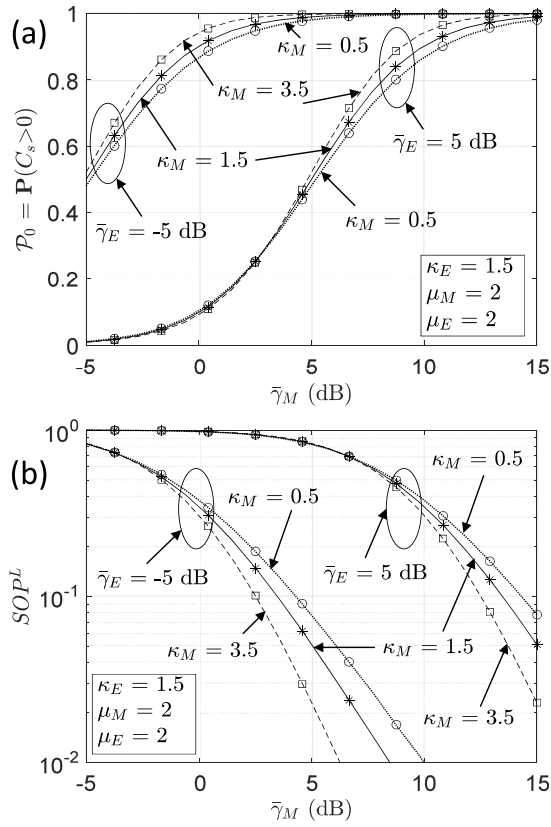 (a)
1
0.8
0.6
0.4
0.2
0
𝒫₀ = P(Cₛ>0)
κ_M = 0.5
κ_M = 3.5
κ_M = 1.5
γ̄_E = 5 dB
γ̄_E = -5 dB
κ_M = 0.5
κ_E = 1.5
μ_M = 2
μ_E = 2
-5 0 5 10 15
γ̄_M (dB)
(b)
10⁰
10⁻¹
10⁻²
SOP^L
κ_M = 0.5
κ_M = 0.5
γ̄_E = -5 dB
γ̄_E = 5 dB
κ_M = 3.5
κ_M = 1.5
κ_M = 3.5
κ_E = 1.5
μ_M = 2
μ_E = 2
-5 0 5 10 15
γ̄_M (dB)